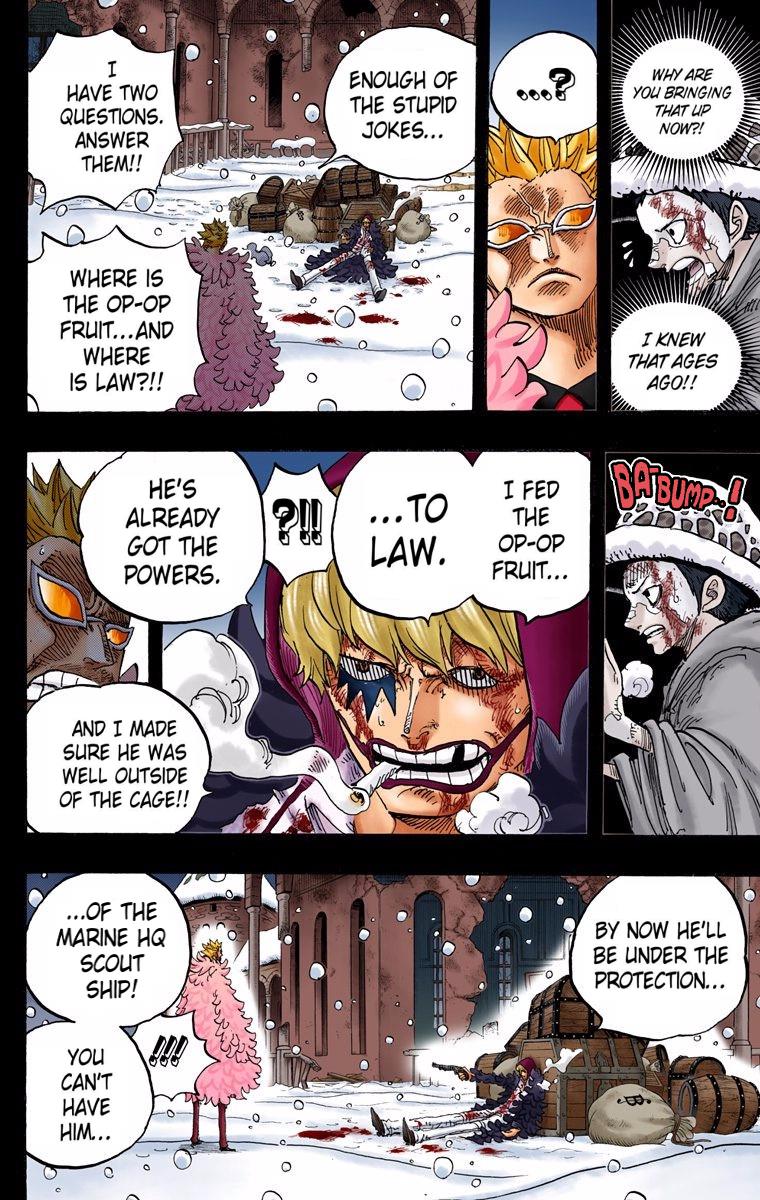 WHY ARE
YOU BRINGING
THAT UP
NOW?!
I KNEW
THAT AGES
AGO!!
...?
ENOUGH OF
THE STUPID
JOKES...
I
HAVE TWO
QUESTIONS.
ANSWER
THEM!!
WHERE IS
THE OP-OP
FRUIT...AND
WHERE
IS LAW?!!
BA-
BUMP...!
I FED
THE
OP-OP
FRUIT...
...TO
LAW.
?!!
HE'S
ALREADY
GOT THE
POWERS.
AND I MADE
SURE HE WAS
WELL OUTSIDE
OF THE CAGE!!
BY NOW HE'LL
BE UNDER THE
PROTECTION...
...OF THE
MARINE HQ
SCOUT
SHIP!
!!!
YOU
CAN'T
HAVE
HIM...